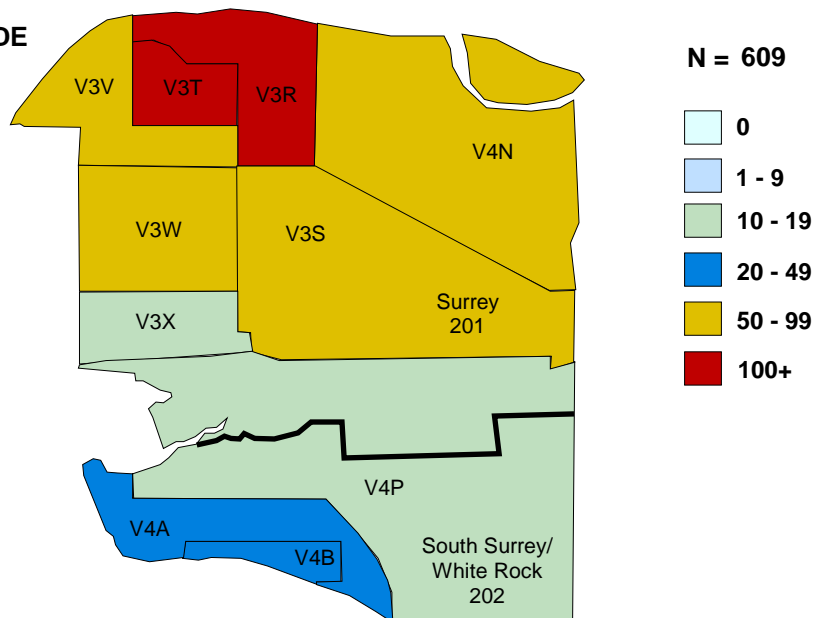 DE
V3V
V3T
V3R
V4N
V3W
V3S
V3X
Surrey
201
V4P
V4A
V4B
South Surrey/
White Rock
202
N = 609
0
1 - 9
10 - 19
20 - 49
50 - 99
100+